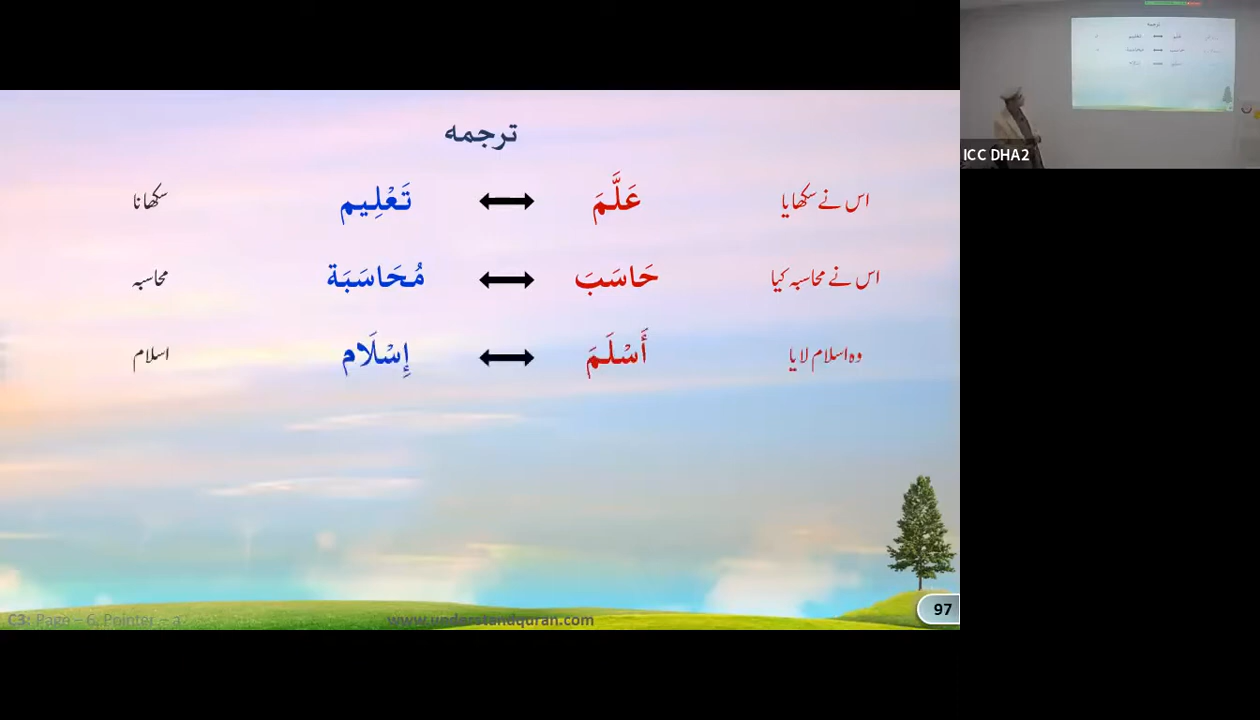 ترجمہ
اس نے سکھایا عَلَّمَ ↔ تَعْلِيم سکھانا
اس نے محاسبہ کیا حَاسَبَ ↔ مُحَاسَبَة محاسبہ
وہ اسلام لایا أَسْلَمَ ↔ إِسْلَام اسلام
C3: Page – 6, Pointer – a
www.understandquran.com
97
ICC DHA2